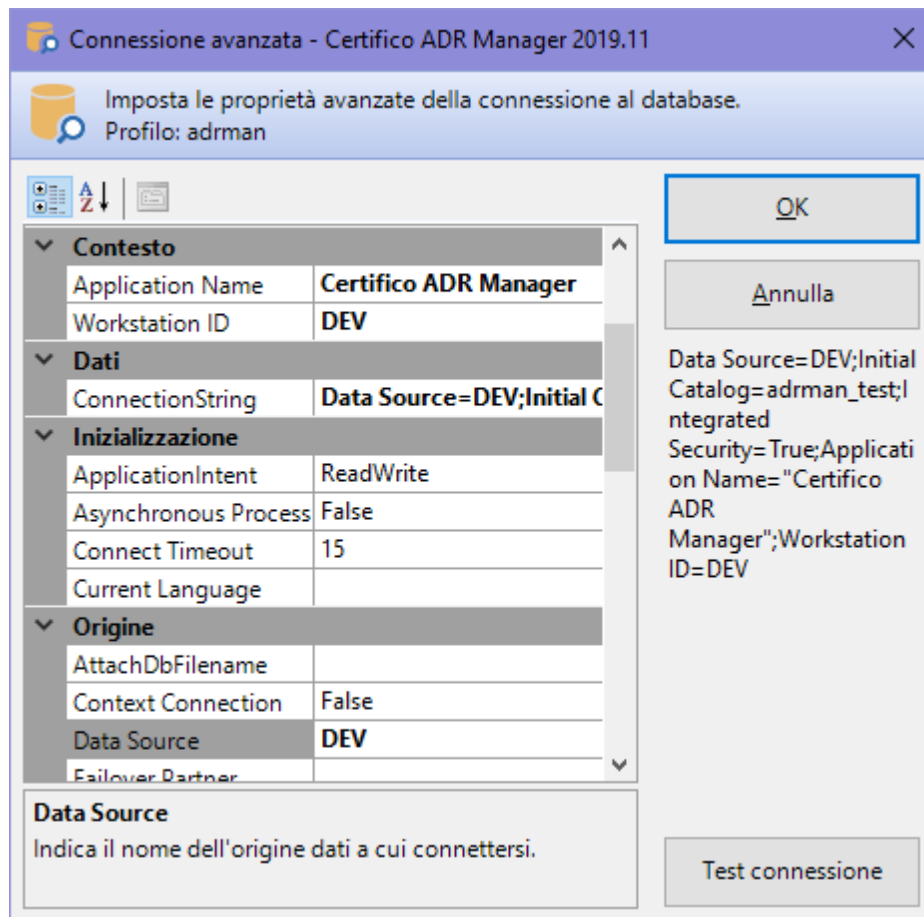 Connessione avanzata - Certifico ADR Manager 2019.11
Imposta le proprietà avanzate della connessione al database.
Profilo: adrman
Contesto
Application Name Certifico ADR Manager
Workstation ID DEV
Dati
ConnectionString Data Source=DEV;Initial C
Inizializzazione
ApplicationIntent ReadWrite
Asynchronous Process False
Connect Timeout 15
Current Language
Origine
AttachDbFilename
Context Connection False
Data Source DEV
Failover Partner
Data Source
Indica il nome dell'origine dati a cui connettersi.
OK
Annulla
Data Source=DEV;Initial
Catalog=adrman_test;I
ntegrated
Security=True;Applicati
on Name="Certifico
ADR
Manager";Workstation
ID=DEV
Test connessione